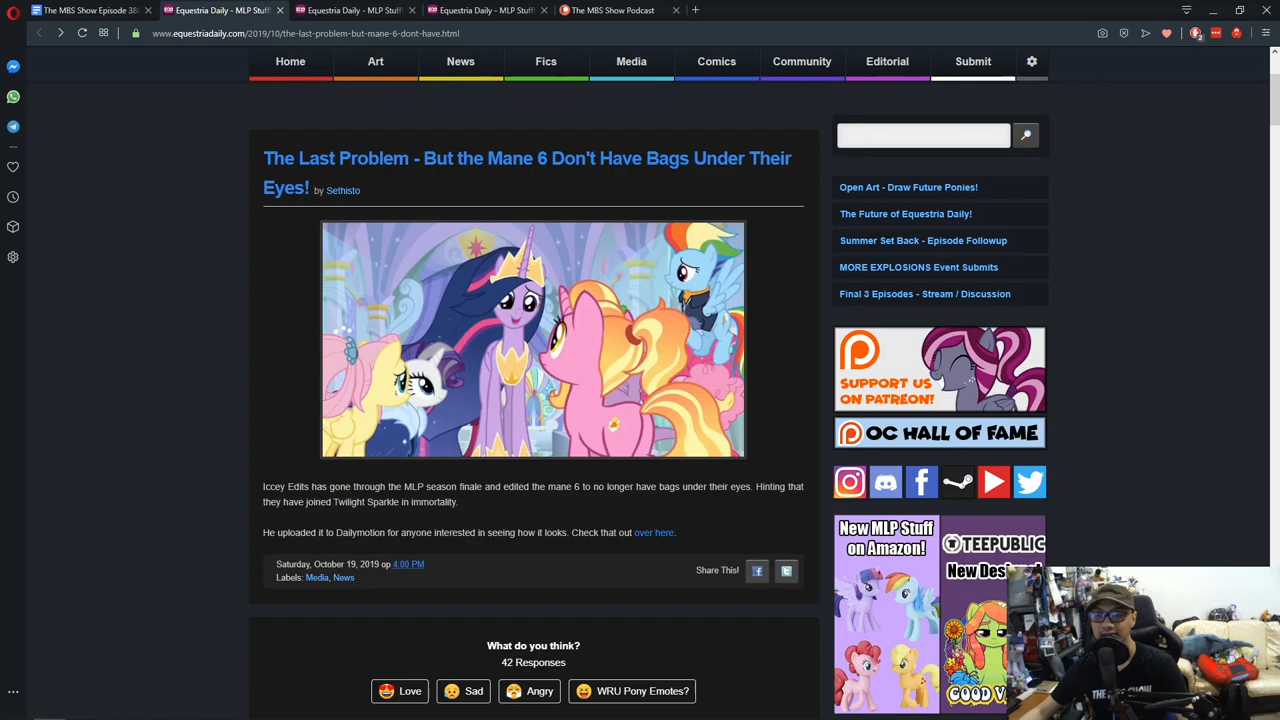 The MBS Show Episode 38
Equestria Daily - MLP Stuff
Equestria Daily - MLP Stuff
Equestria Daily - MLP Stuff
The MBS Show Podcast
www.equestriadaily.com/2019/10/the-last-problem-but-mane-6-dont-have.html
Home
Art
News
Fics
Media
Comics
Community
Editorial
Submit
The Last Problem - But the Mane 6 Don't Have Bags Under Their
Eyes! by Sethisto
Iccey Edits has gone through the MLP season finale and edited the mane 6 to no longer have bags under their eyes. Hinting that
they have joined Twilight Sparkle in immortality.
He uploaded it to Dailymotion for anyone interested in seeing how it looks. Check that out over here.
Saturday, October 19, 2019 op 4:00 PM
Labels: Media, News
Share This!
What do you think?
42 Responses
Love
Sad
Angry
WRU Pony Emotes?
Open Art - Draw Future Ponies!
The Future of Equestria Daily!
Summer Set Back - Episode Followup
MORE EXPLOSIONS Event Submits
Final 3 Episodes - Stream / Discussion
SUPPORT US
ON PATREON!
OC HALL OF FAME
New MLP Stuff
on Amazon!
TEEPUBLIC
New Des
GOOD V